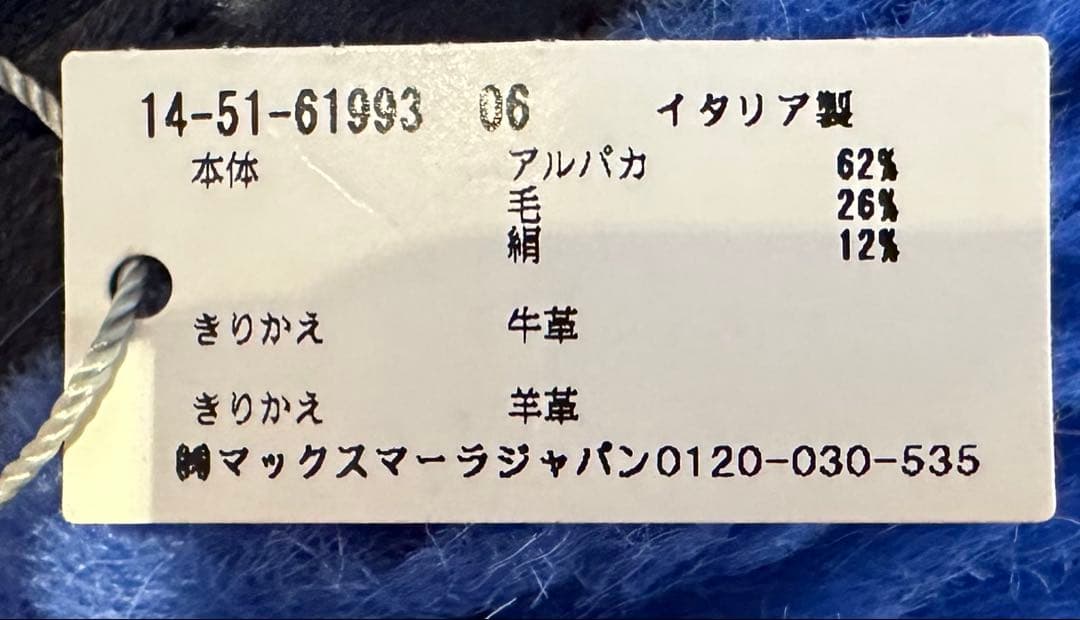 14-51-61993 06 イタリア製
本体 アルパカ 62%
毛 26%
絹 12%
きりかえ 牛革
きりかえ 羊革
㈱マックスマーラジャパン0120-030-535